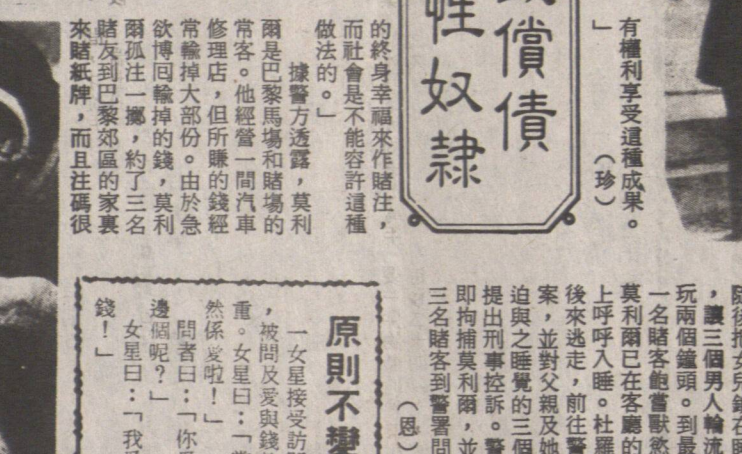 有權利享受這種成果。
」（珍）
償債
性奴隸
的終身幸福來作賭注，
而社會是不能容許這種
做法的。」
據警方透露，莫利
爾是巴黎馬場和賭場的
常客。他經營一間汽車
修理店，但所賺的錢經
常輸掉大部份。由於急
欲博回輸掉的錢，莫利
爾孤注一擲，約了三名
賭友到巴黎郊區的家裏
來賭紙牌，而且注碼很
後把女兒鎖在
，讓三個男人輪流
玩兩個鐘頭。到最
一名賭客飽嘗獸慾
莫利爾已在客廳的
上呼呼入睡。杜羅
後來逃走，前往警
案，並對父親及她
迫與之睡覺的三個
提出刑事控訴。警
即拘捕莫利爾，並
三名賭客到警署問
（恩）
原則不變
一女星接受訪
，被問及愛與錢
重。女星曰：「
然係愛啦！」
問者曰：「你
邊個呢？」
女星曰：「我
錢！」